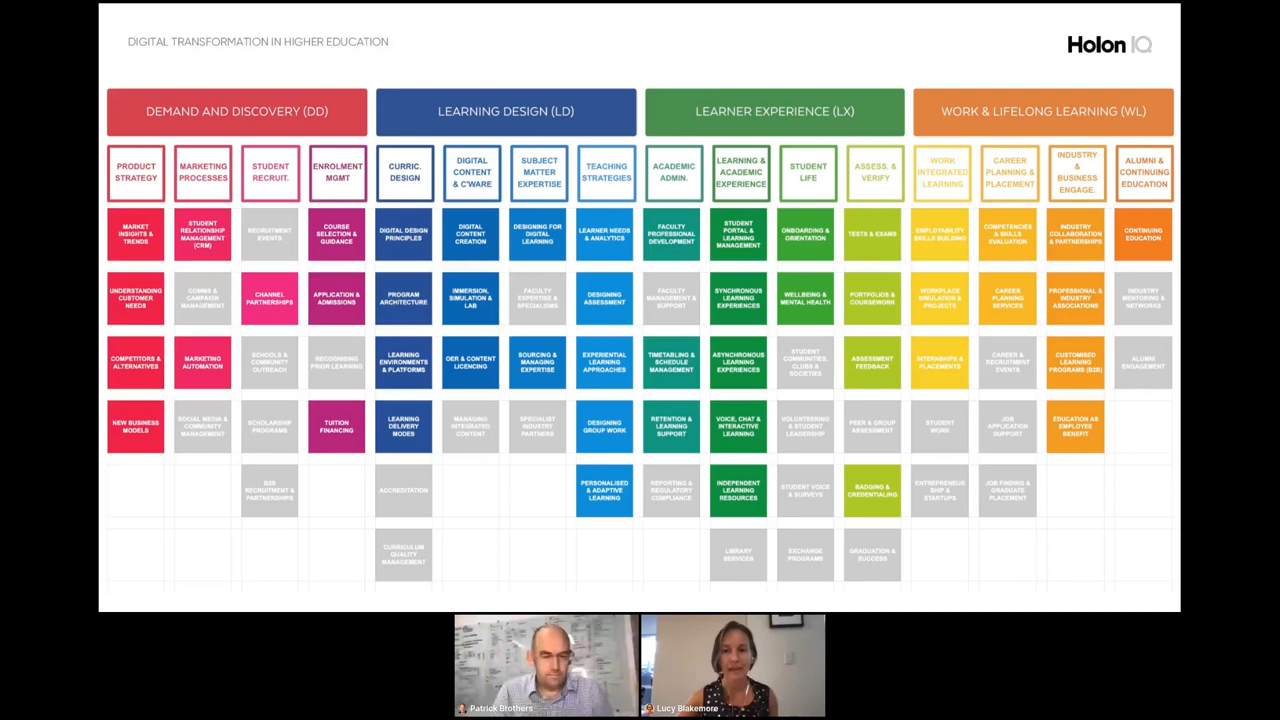 DIGITAL TRANSFORMATION IN HIGHER EDUCATION
Holon IQ
DEMAND AND DISCOVERY (DD)
LEARNING DESIGN (LD)
LEARNER EXPERIENCE (LX)
WORK & LIFELONG LEARNING (WL)
PRODUCT
STRATEGY
MARKETING
PROCESSES
STUDENT
RECRUIT.
ENROLMENT
MGMT
CURRIC.
DESIGN
DIGITAL
CONTENT
& C'WARE
SUBJECT
MATTER
EXPERTISE
TEACHING
STRATEGIES
ACADEMIC
ADMIN.
LEARNING &
ACADEMIC
EXPERIENCE
STUDENT
LIFE
ASSESS. &
VERIFY
WORK
INTEGRATED
LEARNING
CAREER
PLANNING &
PLACEMENT
INDUSTRY
&
BUSINESS
ENGAGE.
ALUMNI &
CONTINUING
EDUCATION
MARKET
INSIGHTS &
TRENDS
STUDENT
RELATIONSHIP
MANAGEMENT
(CRM)
RECRUITMENT
EVENTS
COURSE
SELECTION &
GUIDANCE
DIGITAL DESIGN
PRINCIPLES
DIGITAL
CONTENT
CREATION
DESIGNING FOR
DIGITAL
LEARNING
LEARNER NEEDS
& ANALYTICS
FACULTY
PROFESSIONAL
DEVELOPMENT
STUDENT
PORTAL &
LEARNING
MANAGEMENT
ONBOARDING &
ORIENTATION
TESTS & EXAMS
EMPLOYABILITY
SKILLS BUILDING
COMPETENCIES
& SKILLS
EVALUATION
INDUSTRY
COLLABORATION
& PARTNERSHIPS
CONTINUING
EDUCATION
UNDERSTANDING
CUSTOMER
NEEDS
COMMS &
CAMPAIGN
MANAGEMENT
CHANNEL
PARTNERSHIPS
APPLICATION &
ADMISSIONS
PROGRAM
ARCHITECTURE
IMMERSION,
SIMULATION &
LAB
FACULTY
EXPERTISE &
SPECIALISMS
DESIGNING
ASSESSMENT
FACULTY
MANAGEMENT &
SUPPORT
SYNCHRONOUS
LEARNING
EXPERIENCES
WELLBEING &
MENTAL HEALTH
PORTFOLIOS &
COURSEWORK
WORKPLACE
SIMULATION &
PROJECTS
CAREER
PLANNING
SERVICES
PROFESSIONAL &
INDUSTRY
ASSOCIATIONS
INDUSTRY
MENTORING &
NETWORKS
COMPETITORS &
ALTERNATIVES
MARKETING
AUTOMATION
SCHOOLS &
COMMUNITY
OUTREACH
RECOGNISING
PRIOR LEARNING
LEARNING
ENVIRONMENTS
& PLATFORMS
OER & CONTENT
LICENCING
SOURCING &
MANAGING
EXPERTISE
EXPERIENTIAL
LEARNING
APPROACHES
TIMETABLING &
SCHEDULE
MANAGEMENT
ASYNCHRONOUS
LEARNING
EXPERIENCES
STUDENT
COMMUNITIES,
CLUBS &
SOCIETIES
ASSESSMENT
FEEDBACK
INTERNSHIPS &
PLACEMENTS
CAREER &
RECRUITMENT
EVENTS
CUSTOMISED
LEARNING
PROGRAMS (B2B)
ALUMNI
ENGAGEMENT
NEW BUSINESS
MODELS
SOCIAL MEDIA &
COMMUNITY
MANAGEMENT
SCHOLARSHIP
PROGRAMS
TUITION
FINANCING
LEARNING
DELIVERY
MODES
MANAGING
INTEGRATED
CONTENT
SPECIALIST
INDUSTRY
PARTNERS
DESIGNING
GROUP WORK
RETENTION &
LEARNING
SUPPORT
VOICE, CHAT &
INTERACTIVE
LEARNING
VOLUNTEERING
& STUDENT
LEADERSHIP
PEER & GROUP
ASSESSMENT
STUDENT
WORK
JOB
APPLICATION
SUPPORT
EDUCATION AS
EMPLOYEE
BENEFIT
B2B
RECRUITMENT &
PARTNERSHIPS
ACCREDITATION
PERSONALISED
& ADAPTIVE
LEARNING
REPORTING &
REGULATORY
COMPLIANCE
INDEPENDENT
LEARNING
RESOURCES
STUDENT VOICE
& SURVEYS
BADGING &
CREDENTIALING
ENTREPRENEUR
SHIP &
STARTUPS
JOB FINDING &
GRADUATE
PLACEMENT
CURRICULUM
QUALITY
MANAGEMENT
LIBRARY
SERVICES
EXCHANGE
PROGRAMS
GRADUATION &
SUCCESS
Patrick Brothers
Lucy Blakemore